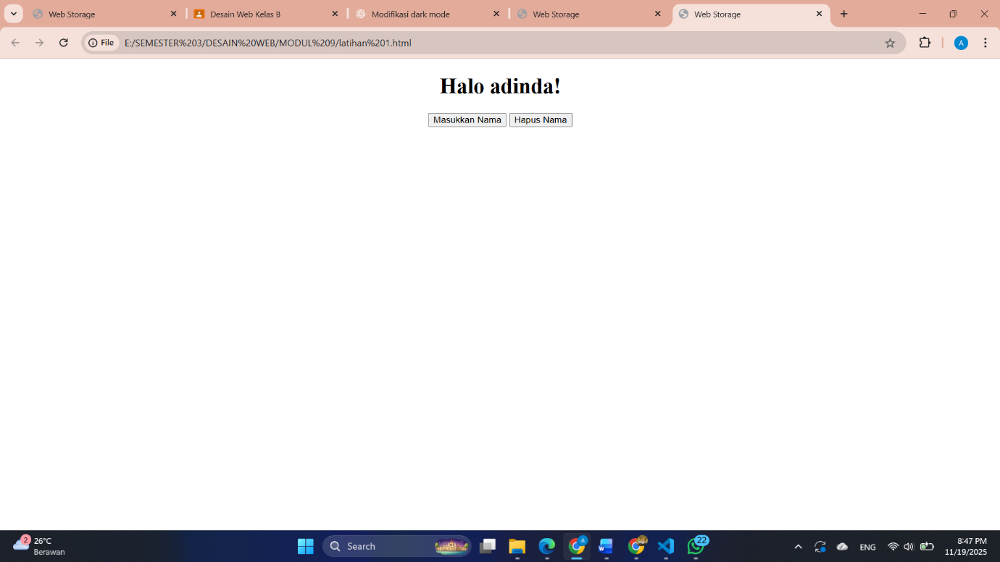 Web Storage
Desain Web Kelas B
Modifikasi dark mode
Web Storage
Web Storage
File
E:/SEMESTER%203/DESAIN%20WEB/MODUL%209/latihan%201.html
A
Halo adinda!
Masukkan Nama
Hapus Nama
2
26°C
Berawan
Search
A
22
ENG
8:47 PM
11/19/2025